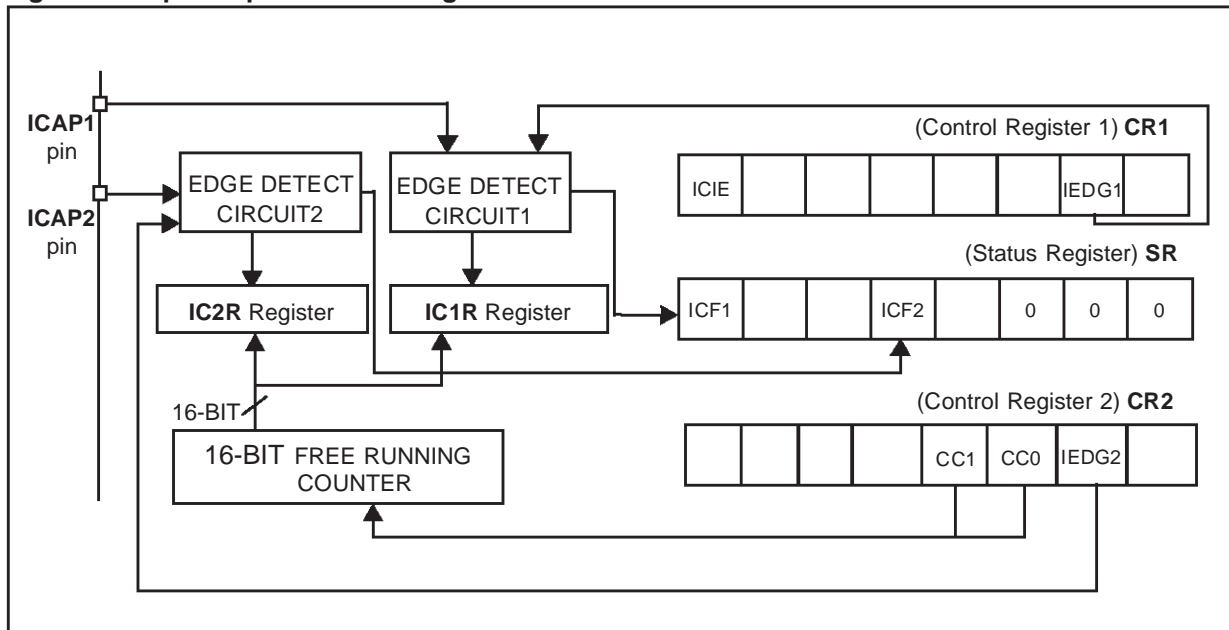 ICAP1
pin
ICAP2
pin
EDGE DETECT
CIRCUIT2
EDGE DETECT
CIRCUIT1
IC2R Register
IC1R Register
16-BIT
16-BIT FREE RUNNING
COUNTER
(Control Register 1) CR1
ICIE IEDG1
(Status Register) SR
ICF1 ICF2 0 0 0
(Control Register 2) CR2
CC1 CC0 IEDG2